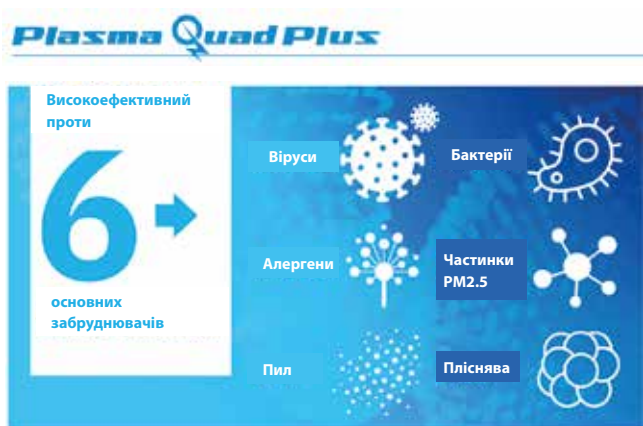 Plasma Quad Plus
Високоефективний
проти
6
основних
забруднювачів
Віруси
Бактерії
Алергени
Частинки
PM2.5
Пил
Пліснява